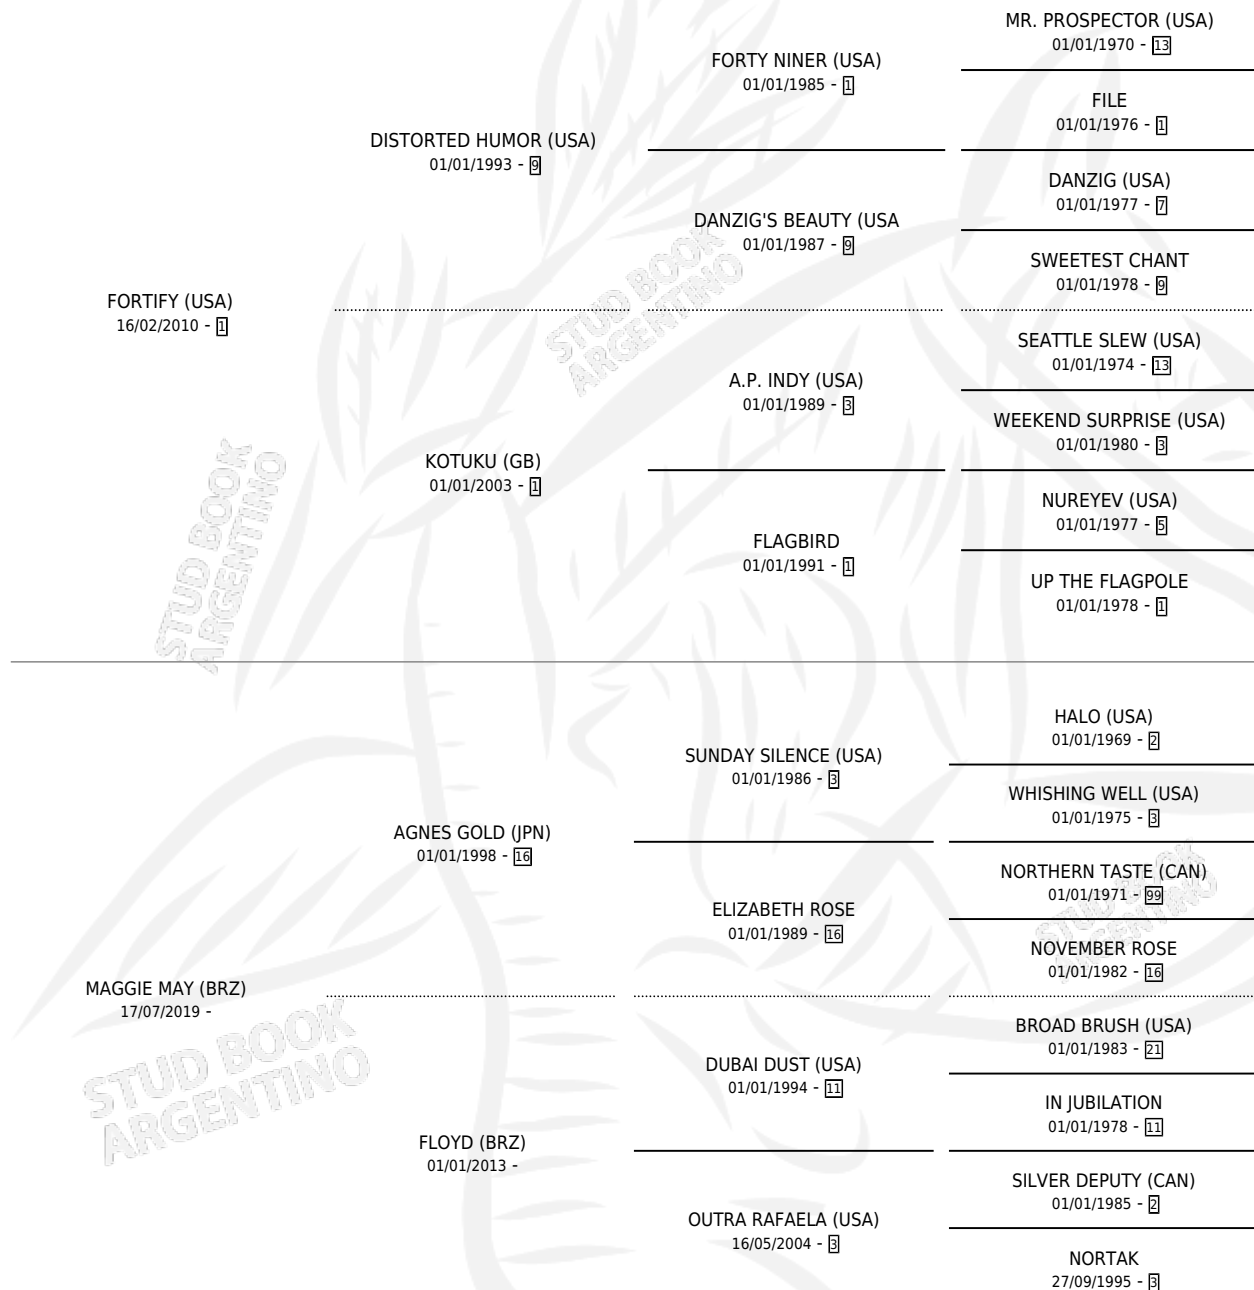 MR. PROSPECTOR (USA)
01/01/1970 - 13
FORTY NINER (USA)
01/01/1985 - 1
FILE
01/01/1976 - 1
DISTORTED HUMOR (USA)
01/01/1993 - 9
DANZIG (USA)
01/01/1977 - 7
DANZIG'S BEAUTY (USA
01/01/1987 - 9
SWEETEST CHANT
01/01/1978 - 9
FORTIFY (USA)
16/02/2010 - 1
STUD BOOK
ARGENTINO
SEATTLE SLEW (USA)
01/01/1974 - 13
A.P. INDY (USA)
01/01/1989 - 3
WEEKEND SURPRISE (USA)
01/01/1980 - 3
KOTUKU (GB)
01/01/2003 - 1
NUREYEV (USA)
01/01/1977 - 5
FLAGBIRD
01/01/1991 - 1
UP THE FLAGPOLE
01/01/1978 - 1
STUD BOOK
ARGENTINO
HALO (USA)
01/01/1969 - 2
SUNDAY SILENCE (USA)
01/01/1986 - 3
WHISHING WELL (USA)
01/01/1975 - 3
AGNES GOLD (JPN)
01/01/1998 - 16
NORTHERN TASTE (CAN)
01/01/1971 - 99
STUD BOOK
ARGENTINO
ELIZABETH ROSE
01/01/1989 - 16
NOVEMBER ROSE
01/01/1982 - 16
MAGGIE MAY (BRZ)
17/07/2019 -
STUD BOOK
ARGENTINO
BROAD BRUSH (USA)
01/01/1983 - 21
DUBAI DUST (USA)
01/01/1994 - 11
IN JUBILATION
01/01/1978 - 11
FLOYD (BRZ)
01/01/2013 -
SILVER DEPUTY (CAN)
01/01/1985 - 2
OUTRA RAFAELA (USA)
16/05/2004 - 3
NORTAK
27/09/1995 - 3